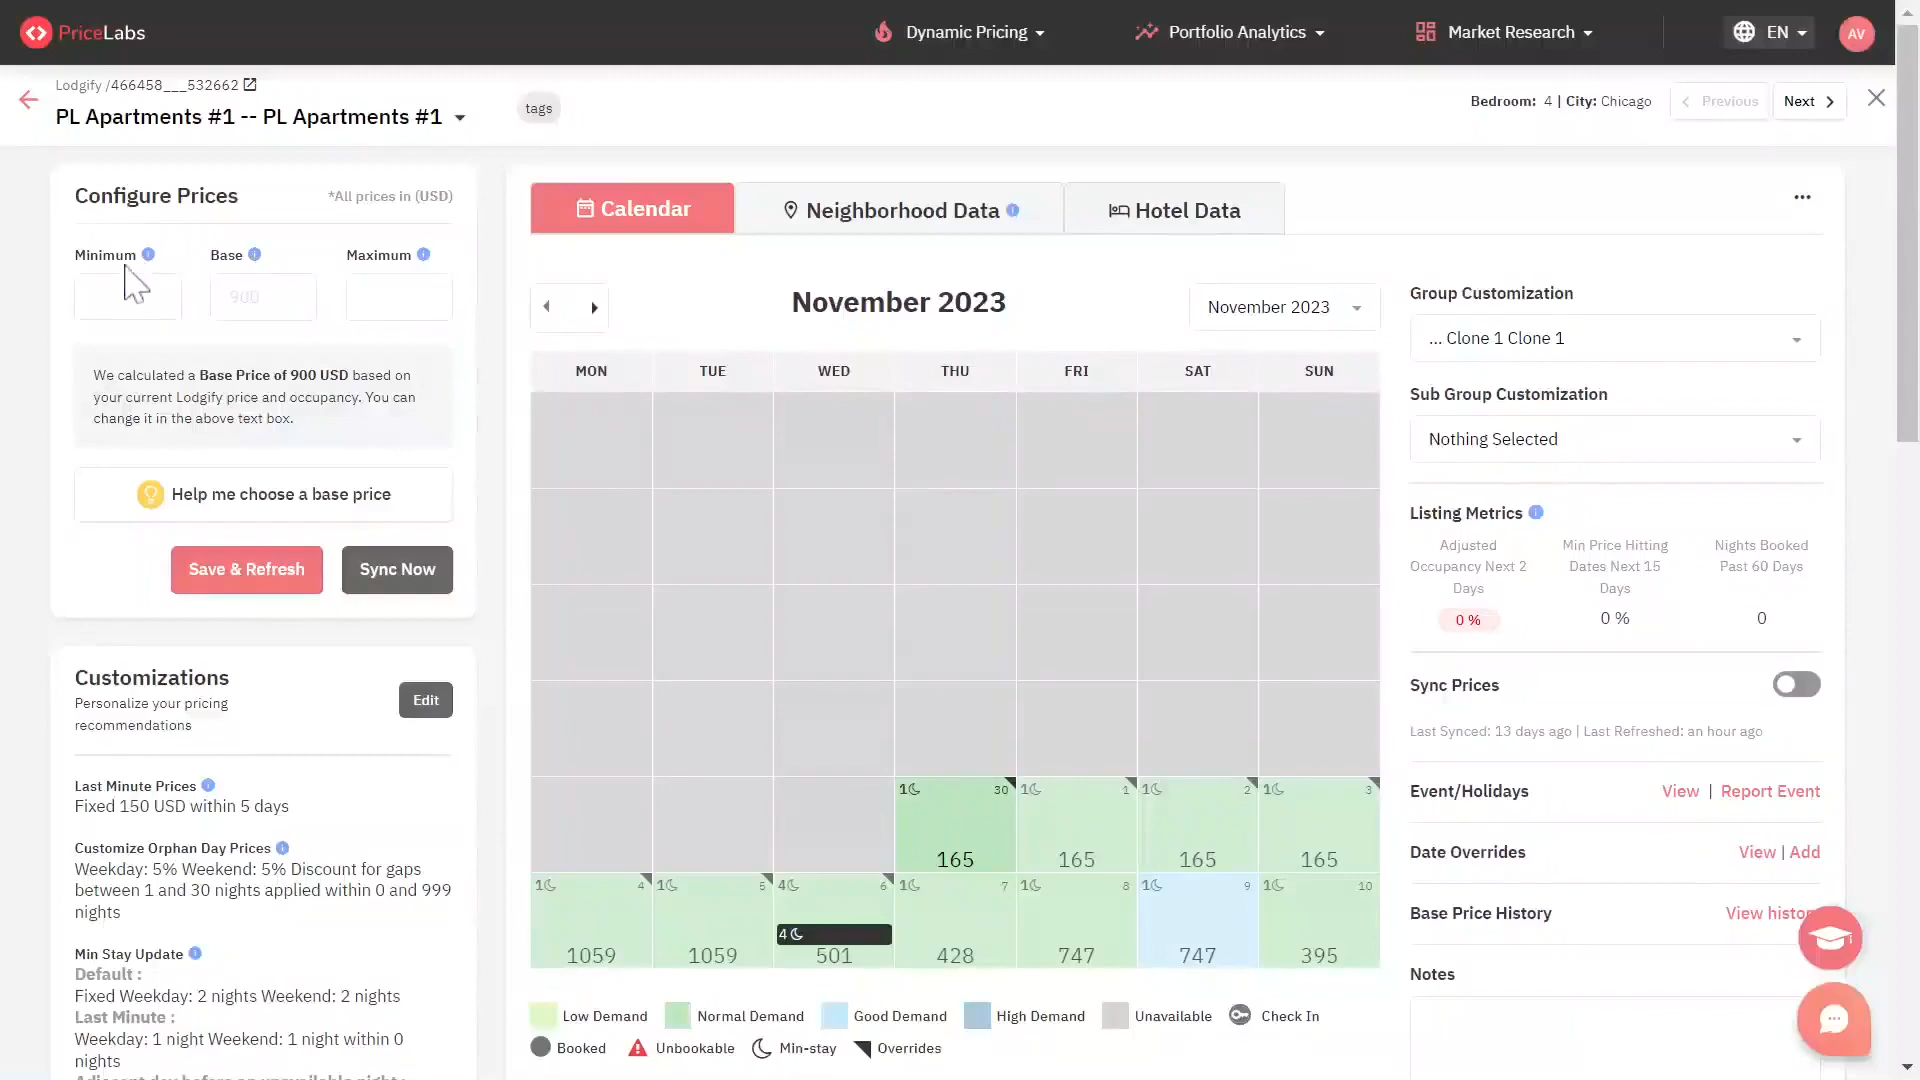 PriceLabs
Dynamic Pricing
Portfolio Analytics
Market Research
EN
AV
Lodgify /466458___532662
PL Apartments #1 -- PL Apartments #1
tags
Bedroom: 4 | City: Chicago
Previous
Next
Configure Prices
*All prices in (USD)
Minimum
Base
Maximum
900
We calculated a Base Price of 900 USD based on
your current Lodgify price and occupancy. You can
change it in the above text box.
Help me choose a base price
Save & Refresh
Sync Now
Customizations
Personalize your pricing
recommendations
Edit
Last Minute Prices
Fixed 150 USD within 5 days
Customize Orphan Day Prices
Weekday: 5% Weekend: 5% Discount for gaps
between 1 and 30 nights applied within 0 and 999
nights
Min Stay Update
Default :
Fixed Weekday: 2 nights Weekend: 2 nights
Last Minute :
Weekday: 1 night Weekend: 1 night within 0
nights
Adjacent day before an unavailable night :
Calendar
Neighborhood Data
Hotel Data
November 2023
November 2023
MON TUE WED THU FRI SAT SUN
1 30 1 1 1 2 1 3
165 165 165 165
1 4 1 5 4 6 1 7 1 8 1 9 1 10
4
1059 1059 501 428 747 747 395
Low Demand
Normal Demand
Good Demand
High Demand
Unavailable
Check In
Booked
Unbookable
Min-stay
Overrides
Group Customization
... Clone 1 Clone 1
Sub Group Customization
Nothing Selected
Listing Metrics
Adjusted
Occupancy Next 2
Days
0 %
Min Price Hitting
Dates Next 15
Days
0 %
Nights Booked
Past 60 Days
0
Sync Prices
Last Synced: 13 days ago | Last Refreshed: an hour ago
Event/Holidays
View | Report Event
Date Overrides
View | Add
Base Price History
View histor
Notes